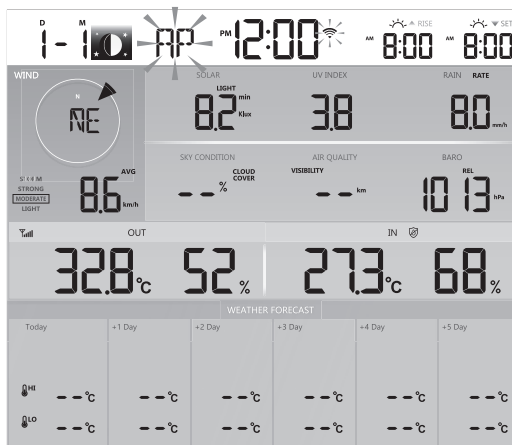 D M
1-1 AP PM 12:00 RISE AM 8:00 SET AM 8:00
WIND SOLAR UV INDEX RAIN RATE
N
NE
LIGHT
8.2 min Klux 3.8 8.0 mm/h
SKY CONDITION AIR QUALITY BARO
STORM
STRONG
MODERATE
LIGHT
AVG
8.6 km/h
CLOUD COVER
-- %
VISIBILITY
-- km
REL
1013 hPa
OUT IN
32.8°C 52% 27.3°C 68%
WEATHER FORECAST
Today +1 Day +2 Day +3 Day +4 Day +5 Day
HI --°C --°C --°C --°C --°C --°C
LO --°C --°C --°C --°C --°C --°C